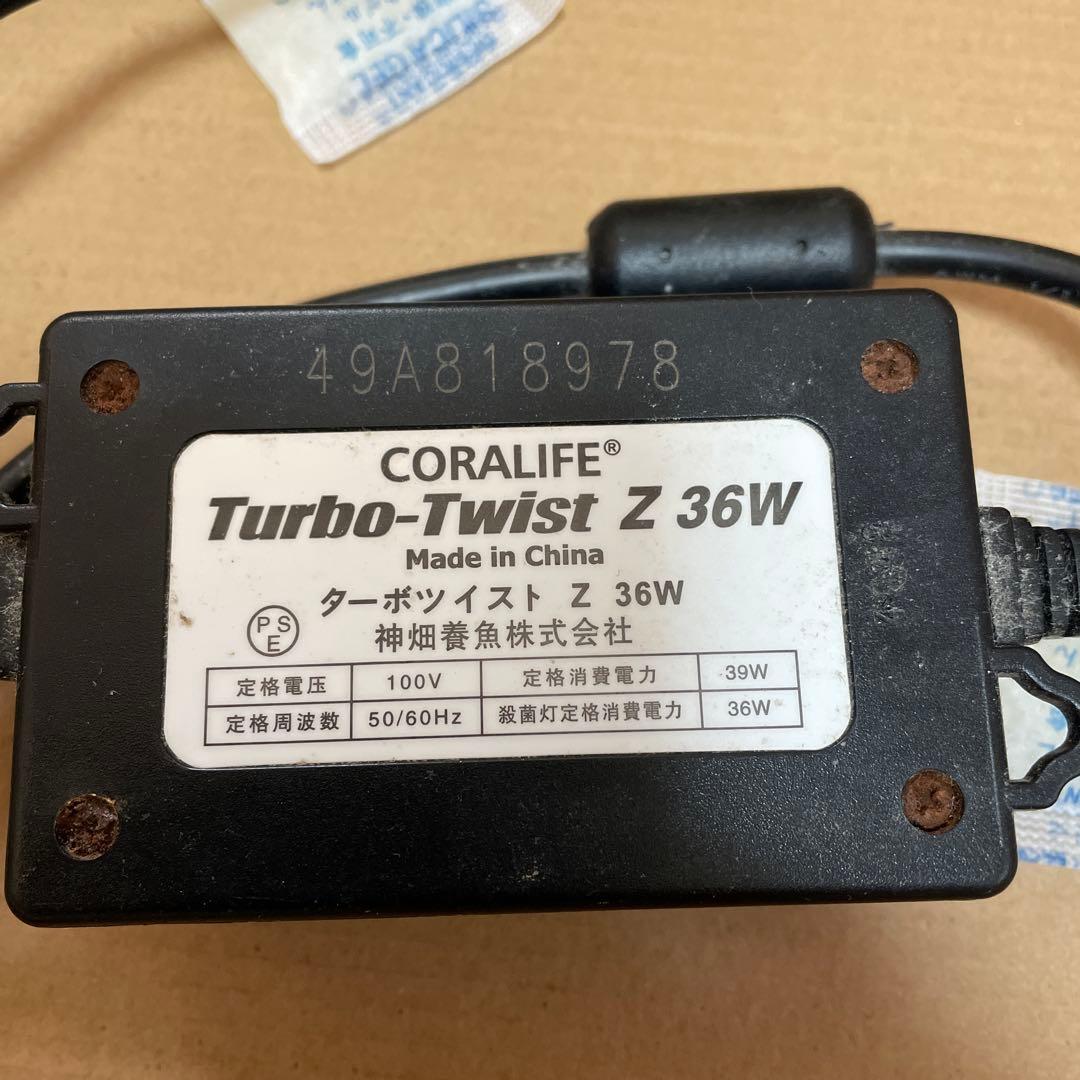 SILICA GEL
49A818978
CORALIFE®
Turbo-Twist Z 36W
Made in China
ターボツイスト Z 36W
PSE
神畑養魚株式会社
定格電圧 100V 定格消費電力 39W
定格周波数 50/60Hz 殺菌灯定格消費電力 36W